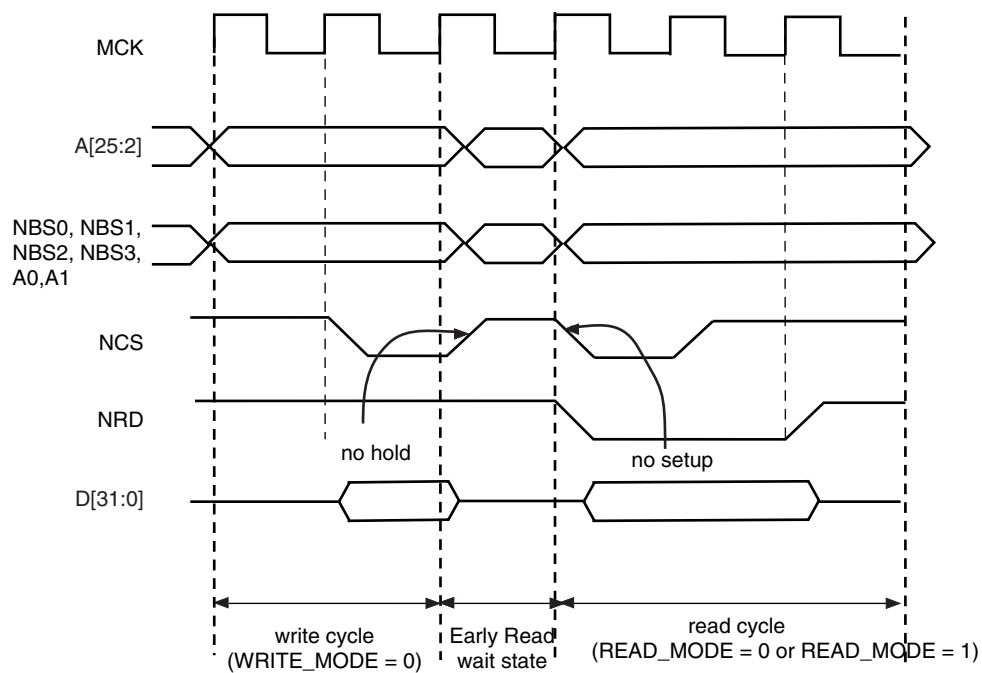 MCK
A[25:2]
NBS0, NBS1,
NBS2, NBS3,
A0,A1
NCS
NRD
no hold
no setup
D[31:0]
write cycle
(WRITE_MODE = 0)
Early Read
wait state
read cycle
(READ_MODE = 0 or READ_MODE = 1)